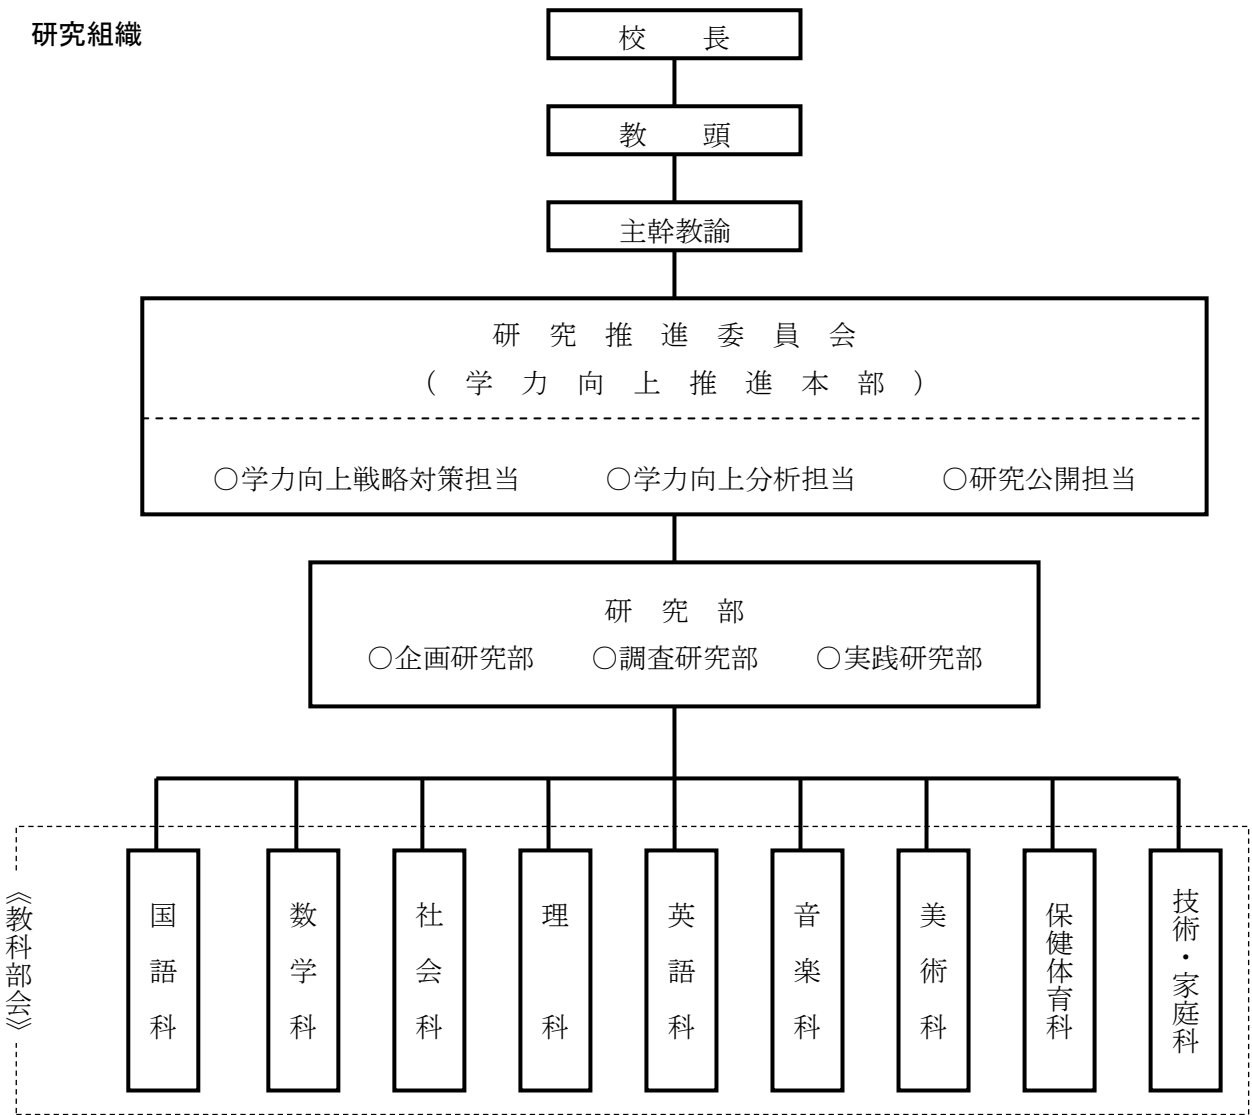 研究組織
校長
教頭
主幹教諭
研究推進委員会
(学力向上推進本部)
○学力向上戦略対策担当 ○学力向上分析担当 ○研究公開担当
研究部
○企画研究部 ○調査研究部 ○実践研究部
《教科部会》
国語科
数学科
社会科
理科
英語科
音楽科
美術科
保健体育科
技術・家庭科